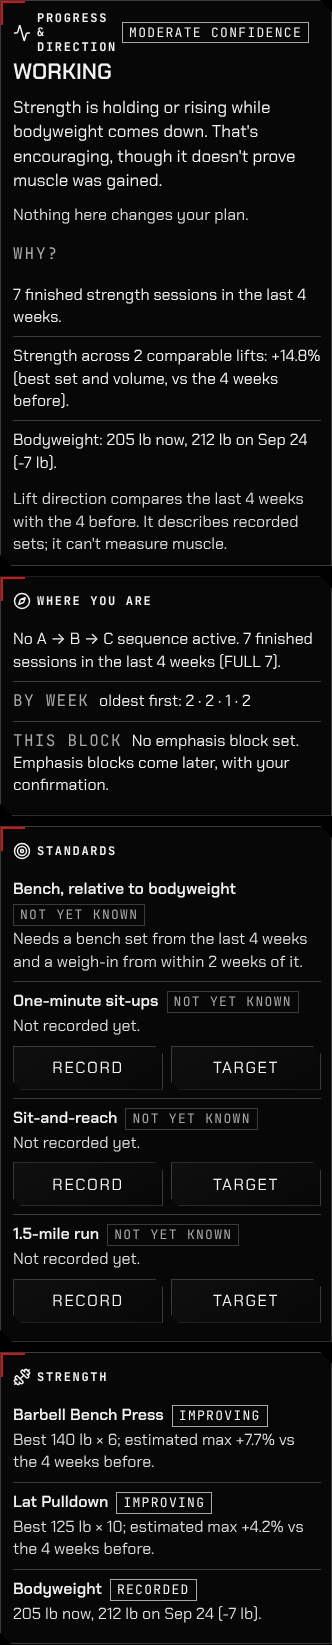 PROGRESS
&
DIRECTION
MODERATE CONFIDENCE
WORKING
Strength is holding or rising while
bodyweight comes down. That's
encouraging, though it doesn't prove
muscle was gained.
Nothing here changes your plan.
WHY?
7 finished strength sessions in the last 4
weeks.
Strength across 2 comparable lifts: +14.8%
(best set and volume, vs the 4 weeks
before).
Bodyweight: 205 lb now, 212 lb on Sep 24
(-7 lb).
Lift direction compares the last 4 weeks
with the 4 before. It describes recorded
sets; it can't measure muscle.
WHERE YOU ARE
No A → B → C sequence active. 7 finished
sessions in the last 4 weeks (FULL 7).
BY WEEK oldest first: 2 · 2 · 1 · 2
THIS BLOCK No emphasis block set.
Emphasis blocks come later, with your
confirmation.
STANDARDS
Bench, relative to bodyweight
NOT YET KNOWN
Needs a bench set from the last 4 weeks
and a weigh-in from within 2 weeks of it.
One-minute sit-ups NOT YET KNOWN
Not recorded yet.
RECORD TARGET
Sit-and-reach NOT YET KNOWN
Not recorded yet.
RECORD TARGET
1.5-mile run NOT YET KNOWN
Not recorded yet.
RECORD TARGET
STRENGTH
Barbell Bench Press IMPROVING
Best 140 lb × 6; estimated max +7.7% vs
the 4 weeks before.
Lat Pulldown IMPROVING
Best 125 lb × 10; estimated max +4.2% vs
the 4 weeks before.
Bodyweight RECORDED
205 lb now, 212 lb on Sep 24 (-7 lb).